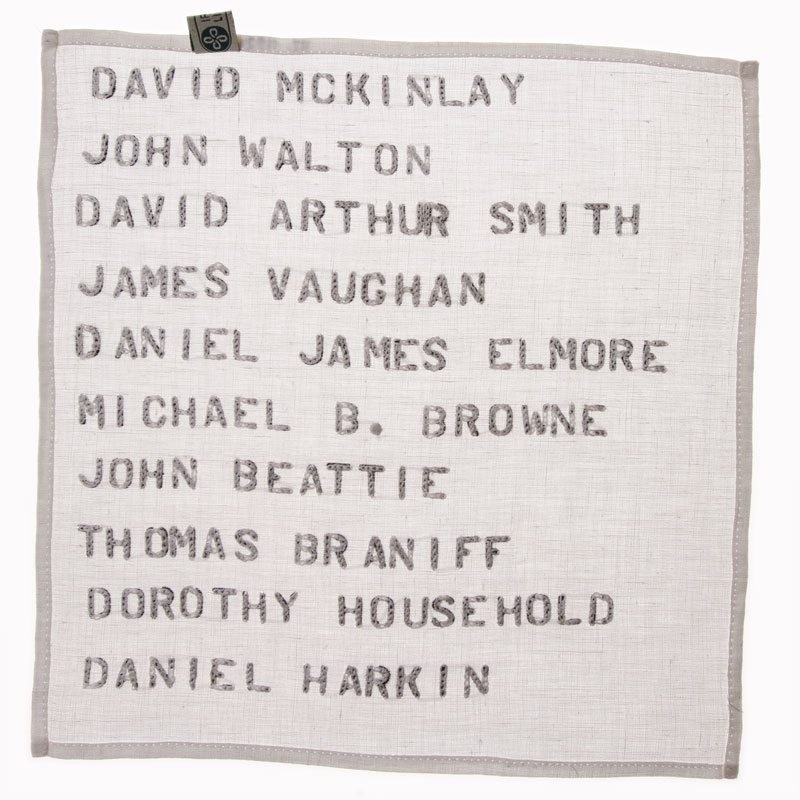 DAVID MCKINLAY
JOHN WALTON
DAVID ARTHUR SMITH
JAMES VAUGHAN
DANIEL JAMES ELMORE
MICHAEL B. BROWNE
JOHN BEATTIE
THOMAS BRANIFF
DOROTHY HOUSEHOLD
DANIEL HARKIN